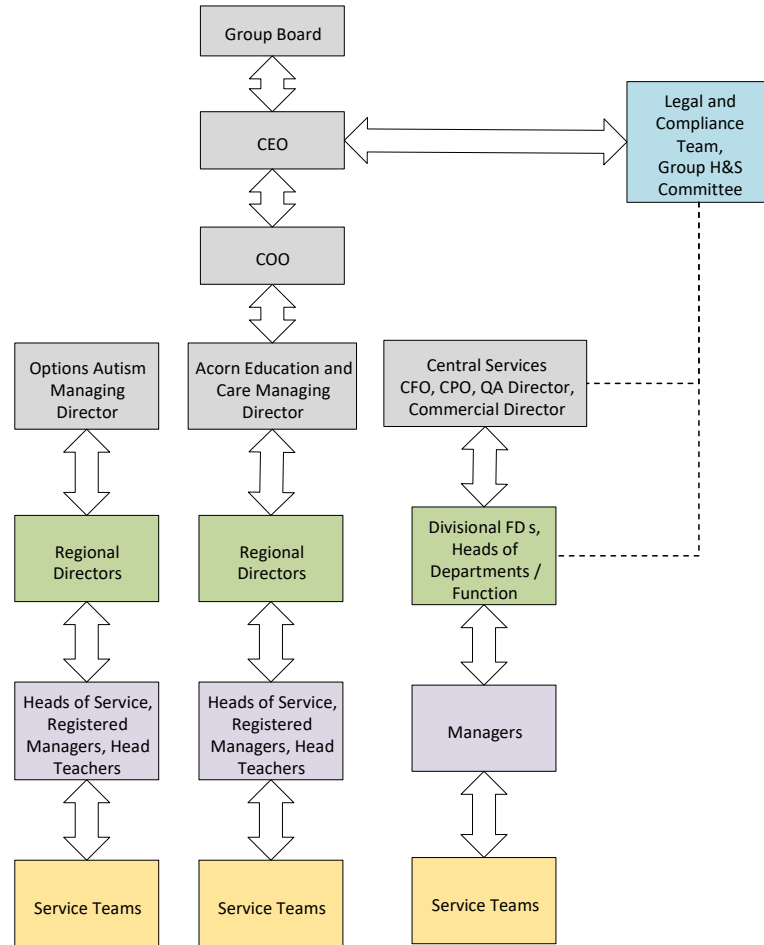 Group Board
CEO
Legal and
Compliance
Team,
Group H&S
Committee
COO
Options Autism
Managing
Director
Acorn Education and
Care Managing
Director
Central Services
CFO, CPO, QA Director,
Commercial Director
Regional
Directors
Regional
Directors
Divisional FD s,
Heads of
Departments /
Function
Heads of Service,
Registered
Managers, Head
Teachers
Heads of Service,
Registered
Managers, Head
Teachers
Managers
Service Teams
Service Teams
Service Teams